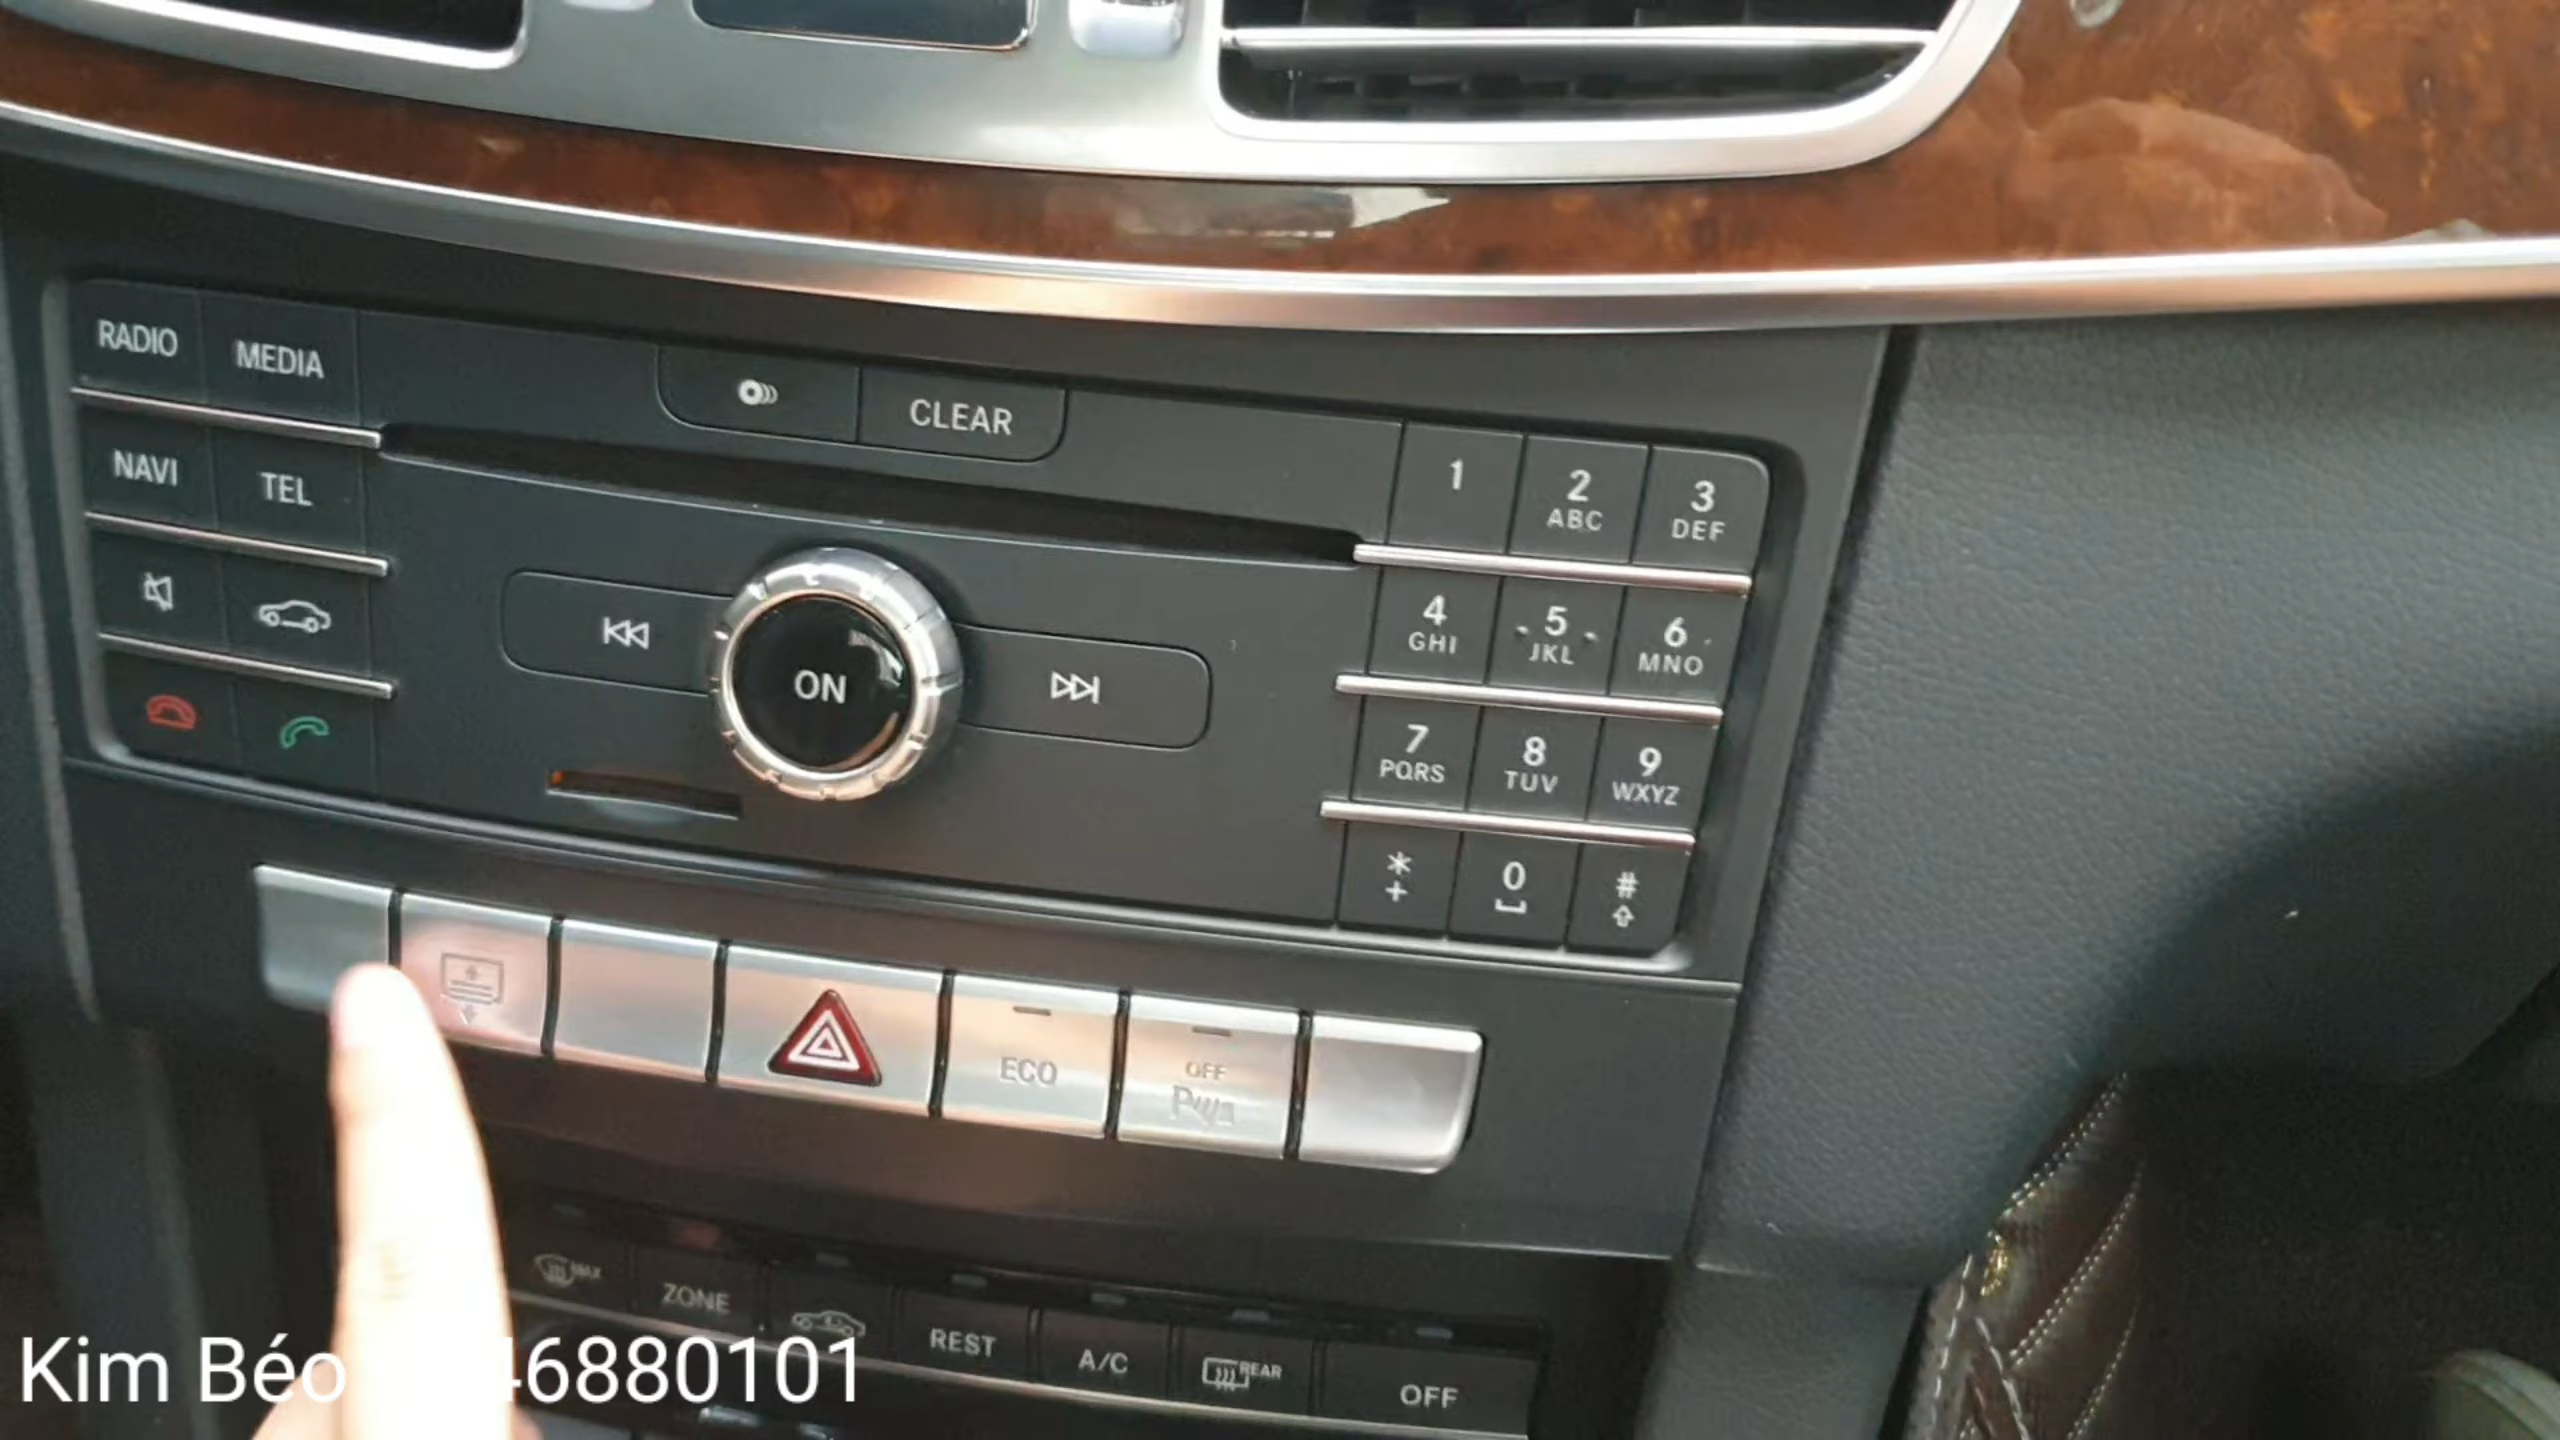 RADIO MEDIA
CLEAR
NAVI TEL
1
2
ABC
3
DEF
4
GHI
5
JKL
6
MNO
ON
7
PQRS
8
TUV
9
WXYZ
*
+
0
#
ECO
OFF
MAX
ZONE
REST
A/C
REAR
OFF
Kim Béo 46880101